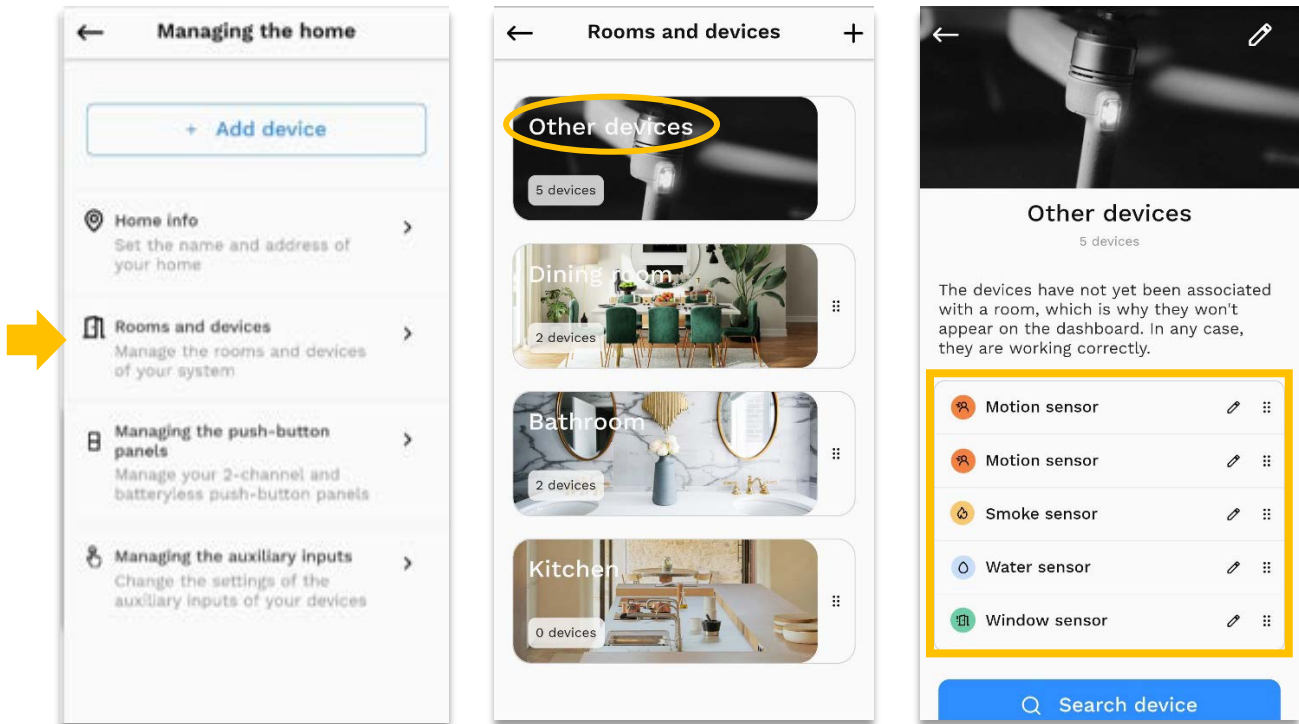 Managing the home
+ Add device
Home info
Set the name and address of
your home
Rooms and devices
Manage the rooms and devices
of your system
Managing the push-button
panels
Manage your 2-channel and
batteryless push-button panels
Managing the auxiliary inputs
Change the settings of the
auxiliary inputs of your devices
Rooms and devices
Other devices
5 devices
Dining room
2 devices
Bathroom
2 devices
Kitchen
0 devices
Other devices
5 devices
The devices have not yet been associated
with a room, which is why they won't
appear on the dashboard. In any case,
they are working correctly.
Motion sensor
Motion sensor
Smoke sensor
Water sensor
Window sensor
Search device